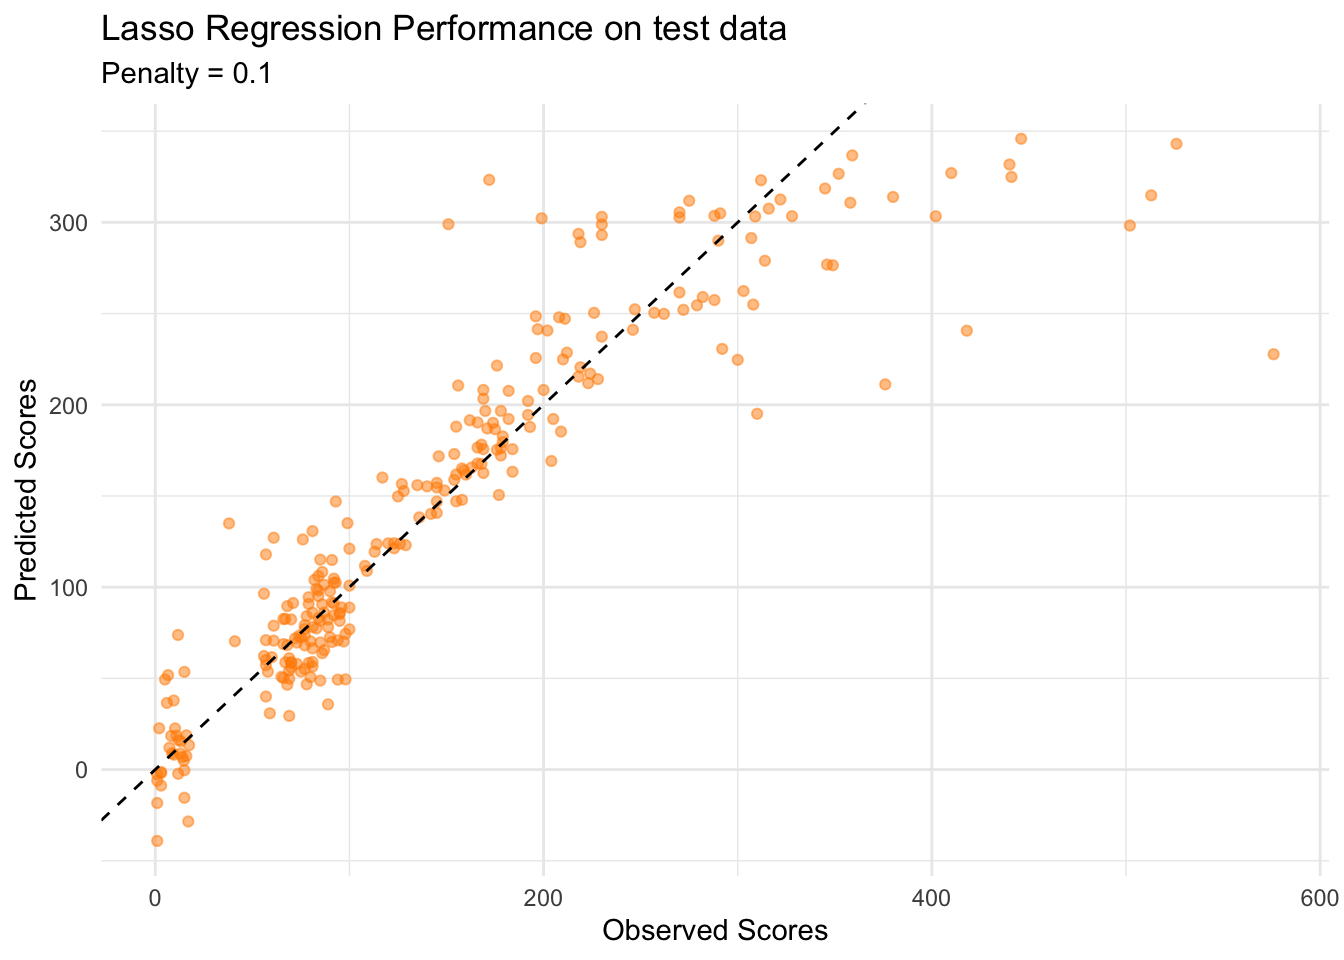 Lasso Regression Performance on test data
Penalty = 0.1
300
200
100
0
Predicted Scores
0
200
400
600
Observed Scores